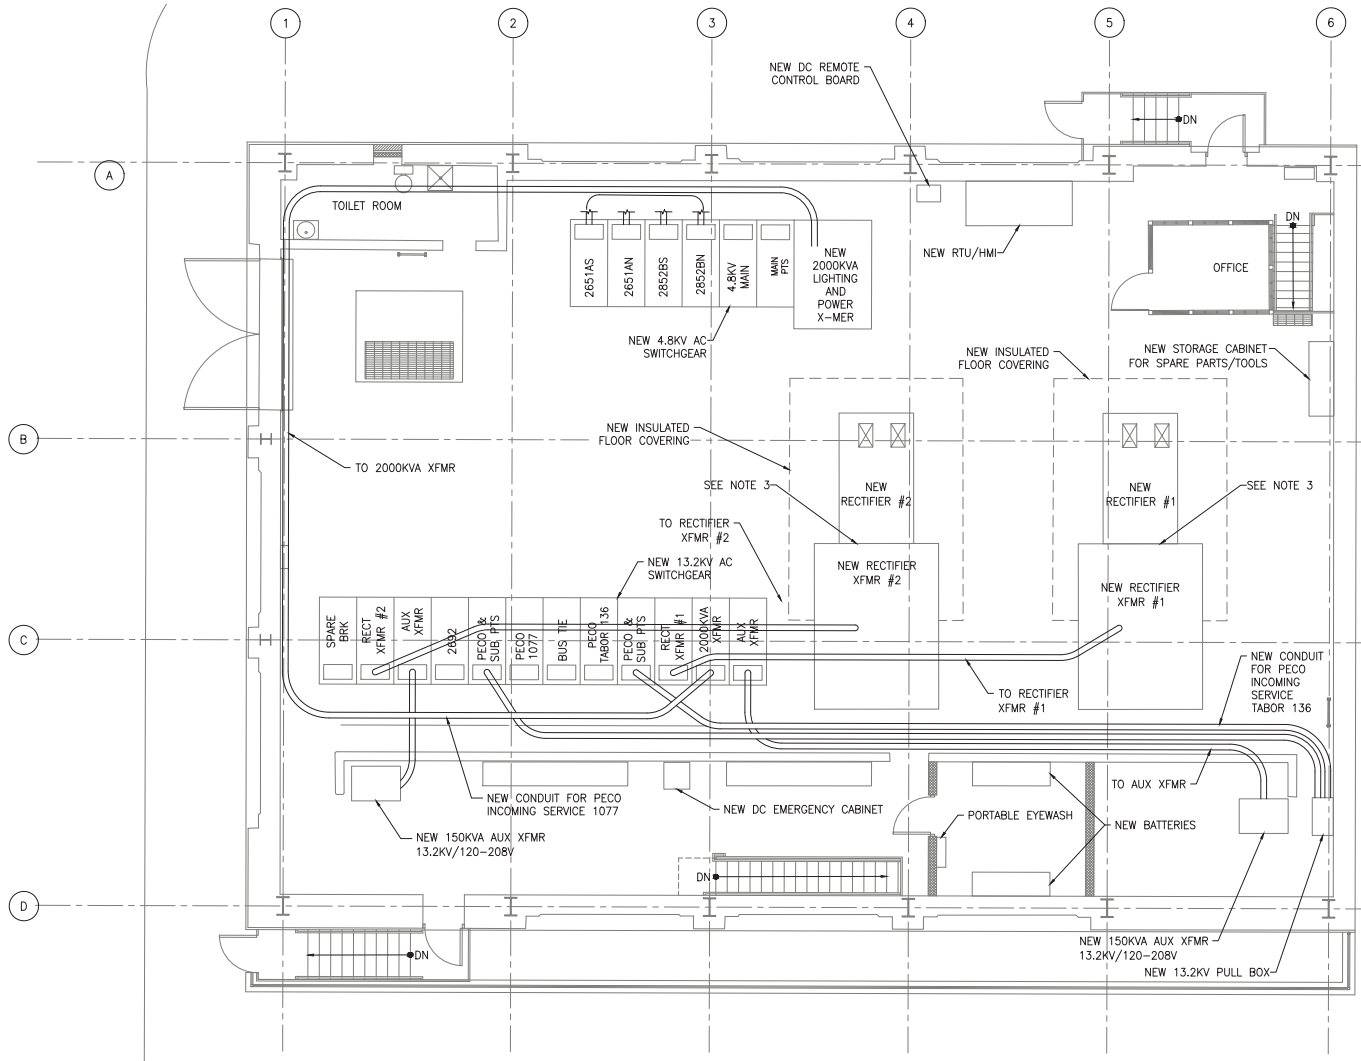 1
2
3
4
5
6
NEW DC REMOTE
CONTROL BOARD
DN
A
TOILET ROOM
DN
2651AS
2651AN
2852BS
2852BN
4.8KV
MAIN
MAIN
PTS
NEW
2000KVA
LIGHTING
AND
POWER
X-MER
NEW RTU/HMI
OFFICE
NEW 4.8KV AC
SWITCHGEAR
NEW INSULATED
FLOOR COVERING
NEW STORAGE CABINET
FOR SPARE PARTS/TOOLS
B
NEW INSULATED
FLOOR COVERING
TO 2000KVA XFMR
SEE NOTE 3
NEW
RECTIFIER #2
NEW
RECTIFIER #1
SEE NOTE 3
TO RECTIFIER
XFMR #2
NEW 13.2KV AC
SWITCHGEAR
NEW RECTIFIER
XFMR #2
NEW RECTIFIER
XFMR #1
C
SPARE
BRK
RECT
XFMR #2
AUX
XFMR
2692
PECO &
SUB PTS
PECO
1077
BUS TIE
PECO
TABOR 136
PECO &
SUB PTS
RECT
XFMR #1
2000KVA
XFMR
AUX
XFMR
TO RECTIFIER
XFMR #1
NEW CONDUIT
FOR PECO
INCOMING
SERVICE
TABOR 136
NEW CONDUIT FOR PECO
INCOMING SERVICE 1077
NEW DC EMERGENCY CABINET
TO AUX XFMR
PORTABLE EYEWASH
NEW BATTERIES
NEW 150KVA AUX XFMR
13.2KV/120-208V
DN
D
NEW 150KVA AUX XFMR
13.2KV/120-208V
DN
NEW 13.2KV PULL BOX